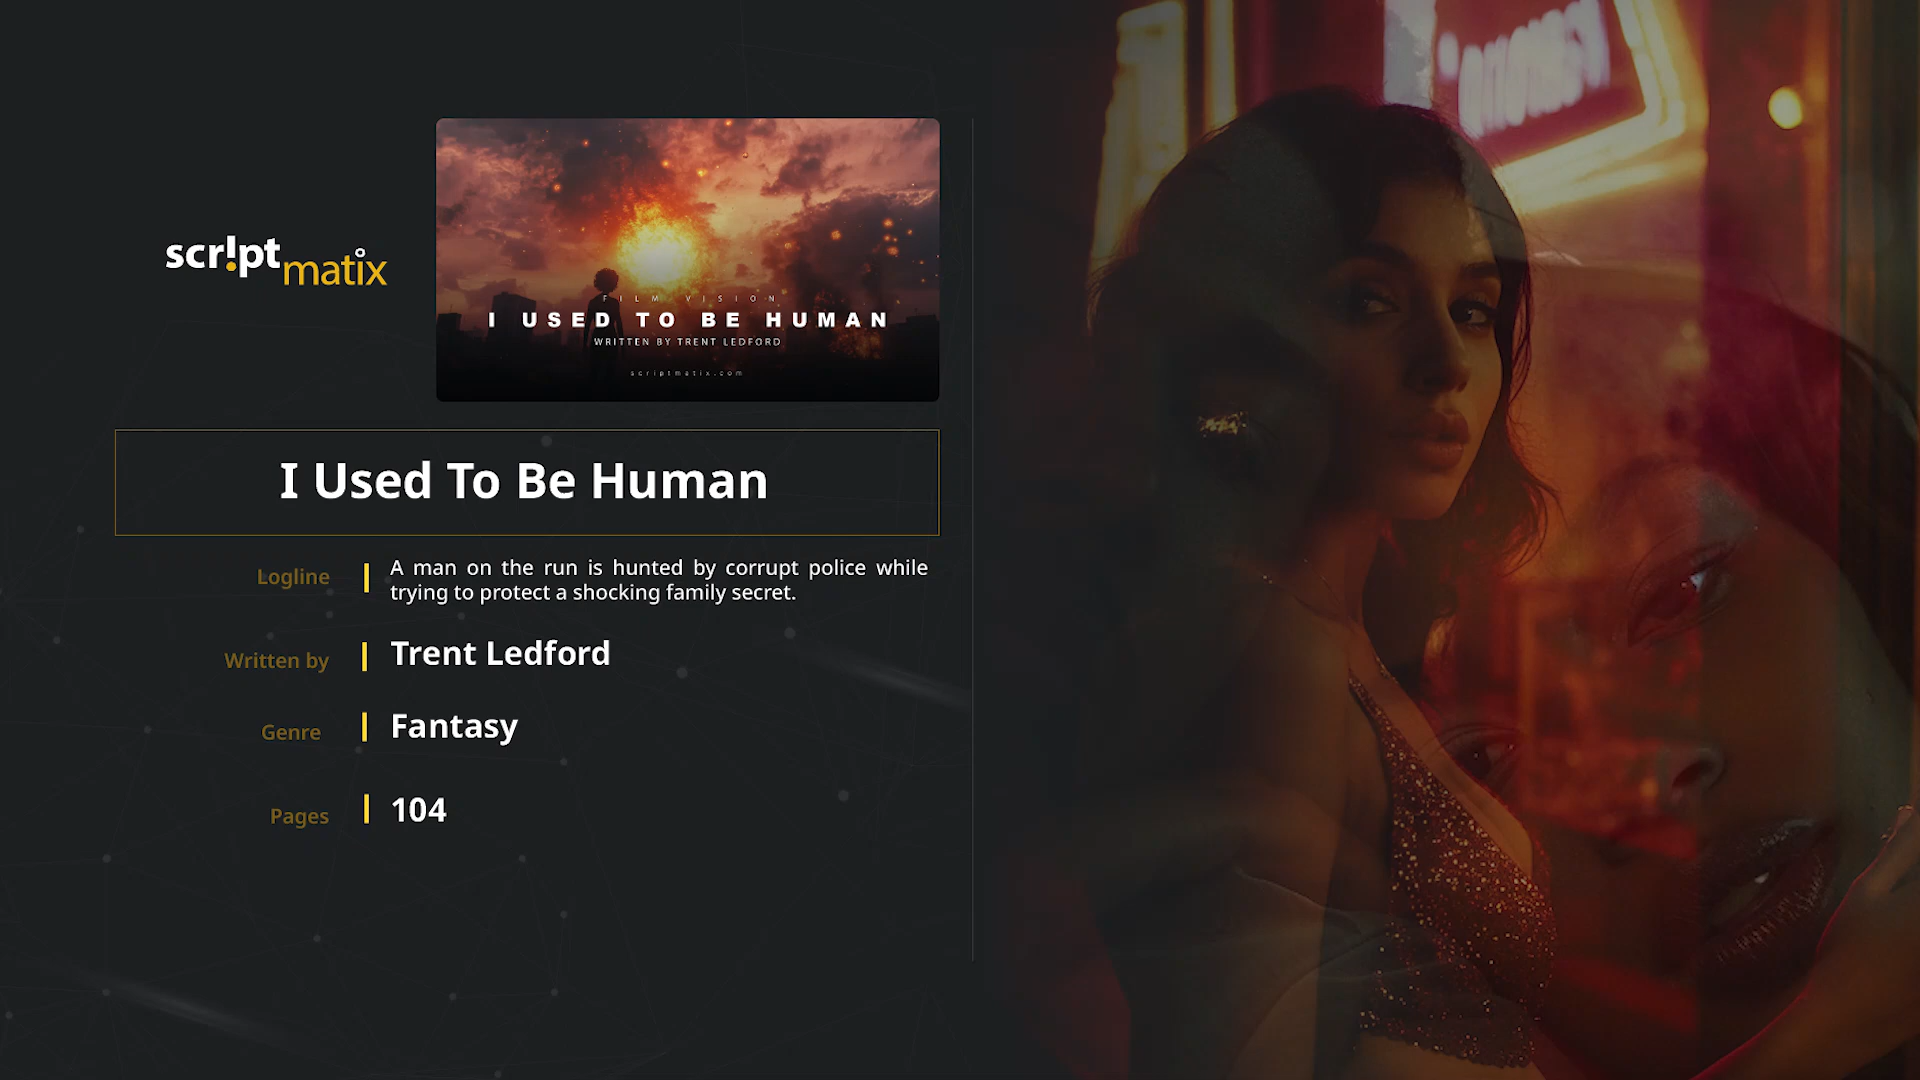 scr!pt
matix
FILM VISION
I USED TO BE HUMAN
WRITTEN BY TRENT LEDFORD
scriptmatix.com
I Used To Be Human
Logline
A man on the run is hunted by corrupt police while
trying to protect a shocking family secret.
Written by
Trent Ledford
Genre
Fantasy
Pages
104